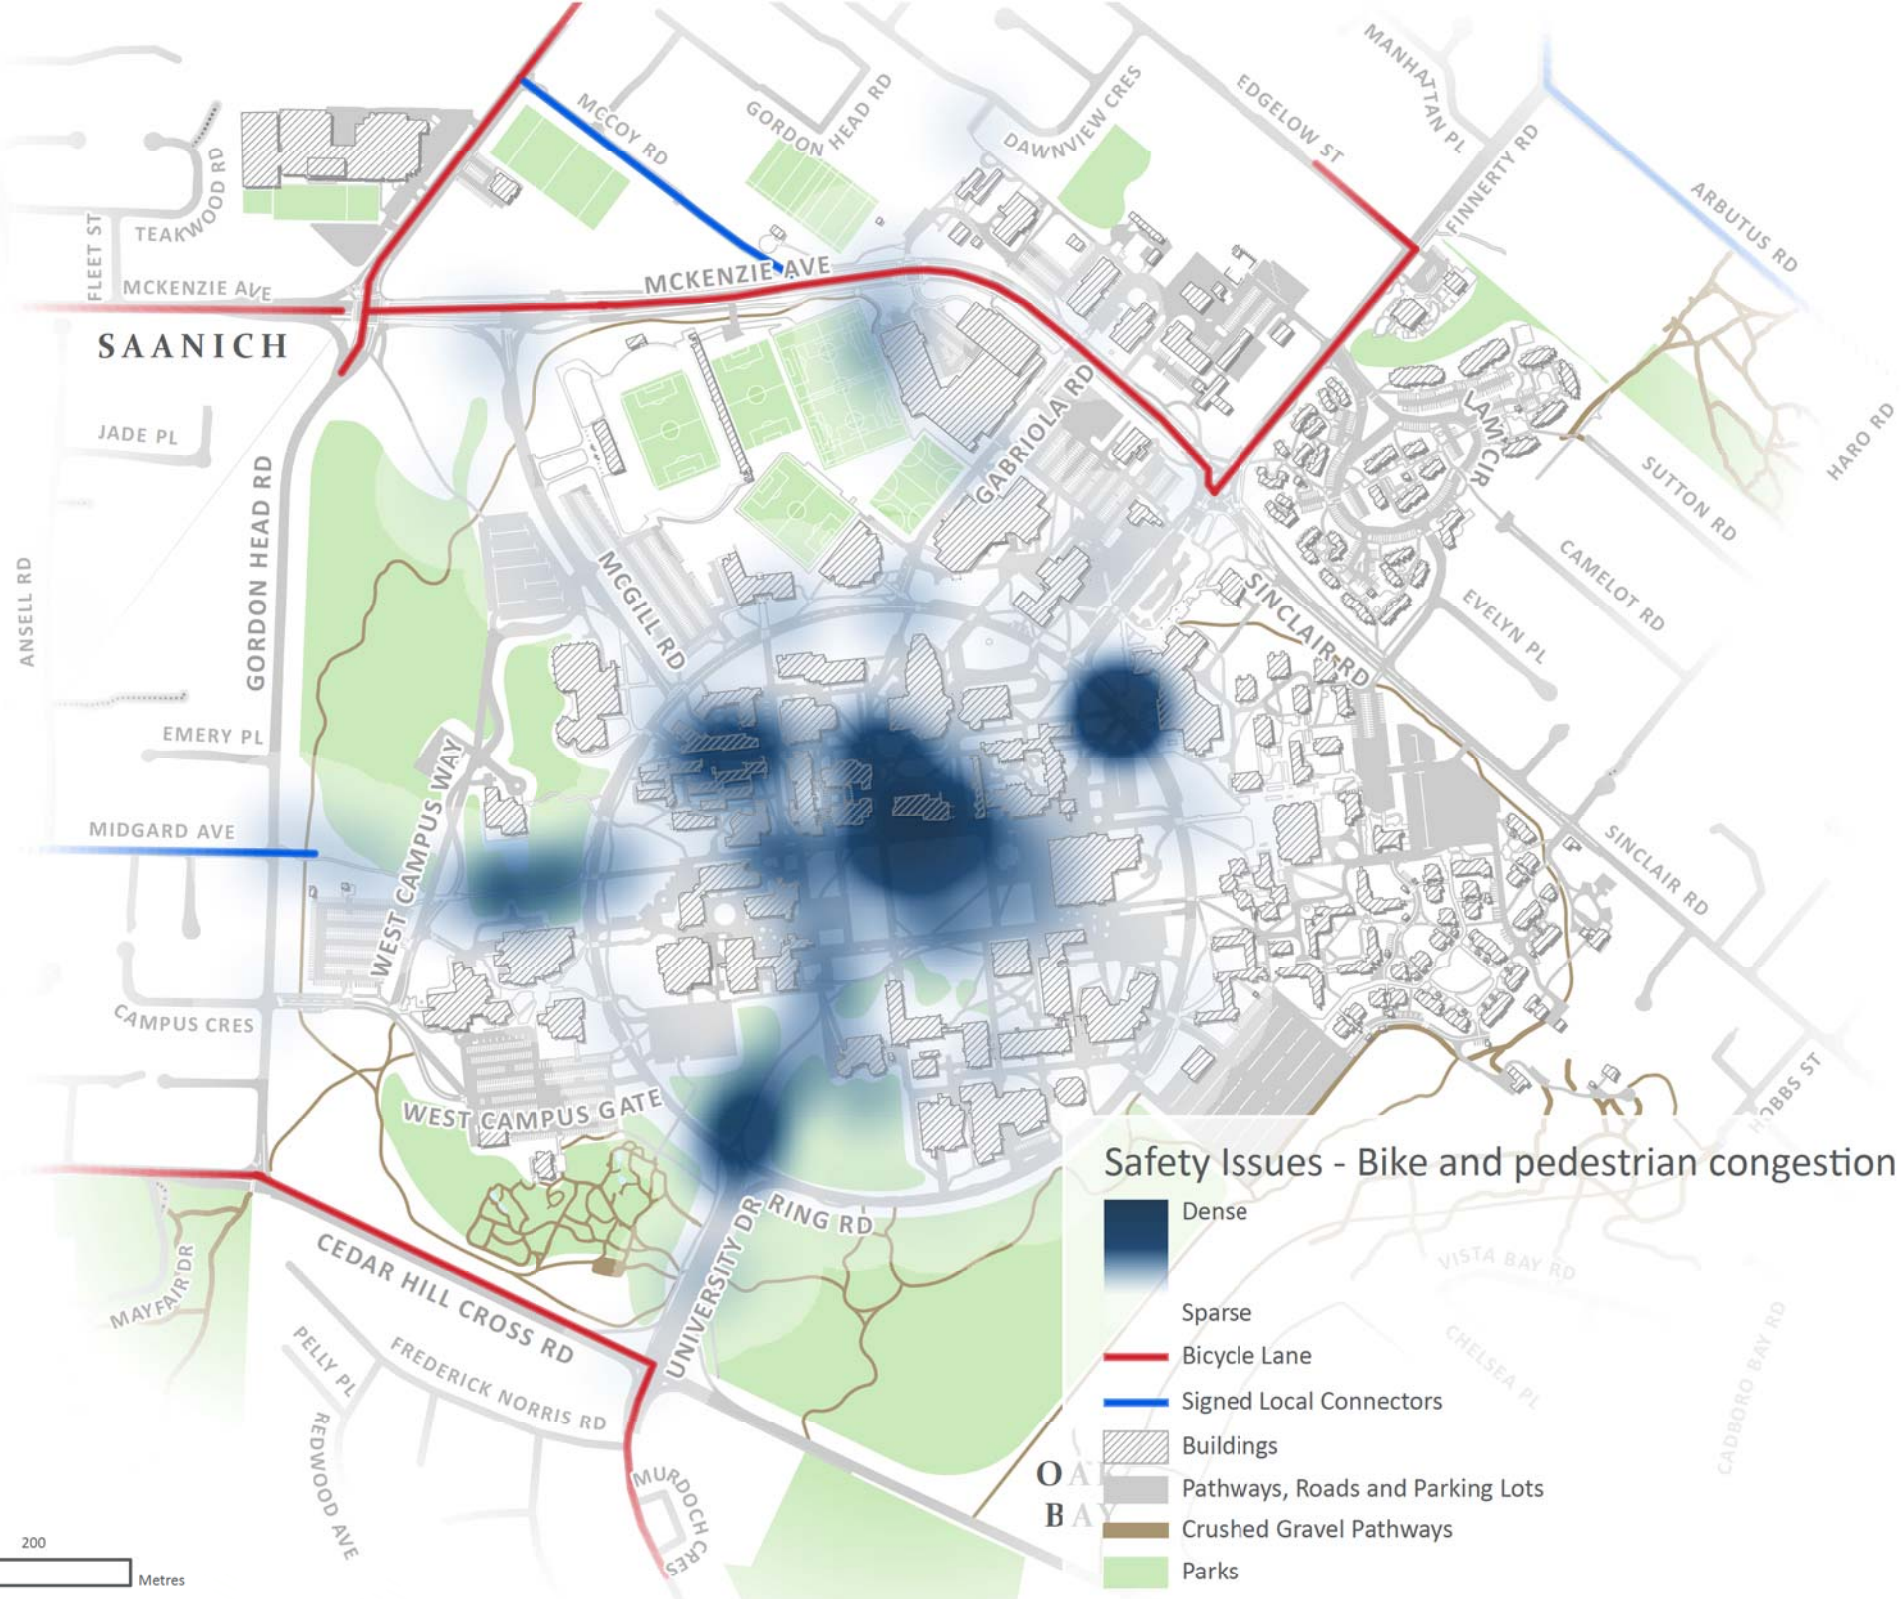 MANHATTAN PL
EDGELOW ST
GORDON HEAD RD
MCCOY RD
DAWNVIEW CRES
FINNERTY RD
ARBUTUS RD
TEAKWOOD RD
FLEET ST
MCKENZIE AVE
MCKENZIE AVE
SAANICH
JADE PL
GABRIOLA RD
LAM CIR
HARO RD
SUTTON RD
GORDON HEAD RD
ANSELL RD
MCGILL RD
SINCLAIR RD
CAMELOT RD
EVELYN PL
EMERY PL
WEST CAMPUS WAY
MIDGARD AVE
SINCLAIR RD
CAMPUS CRES
WEST CAMPUS GATE
HOBBS ST
RING RD
UNIVERSITY DR
CEDAR HILL CROSS RD
MAYFAIR DR
PELLY PL
FREDERICK NORRIS RD
REDWOOD AVE
MURDOCH CRES
VISTA BAY RD
CHELSEA PL
CADBORO BAY RD
OAK
BAY
Safety Issues - Bike and pedestrian congestion
Dense
Sparse
Bicycle Lane
Signed Local Connectors
Buildings
Pathways, Roads and Parking Lots
Crushed Gravel Pathways
Parks
200
Metres